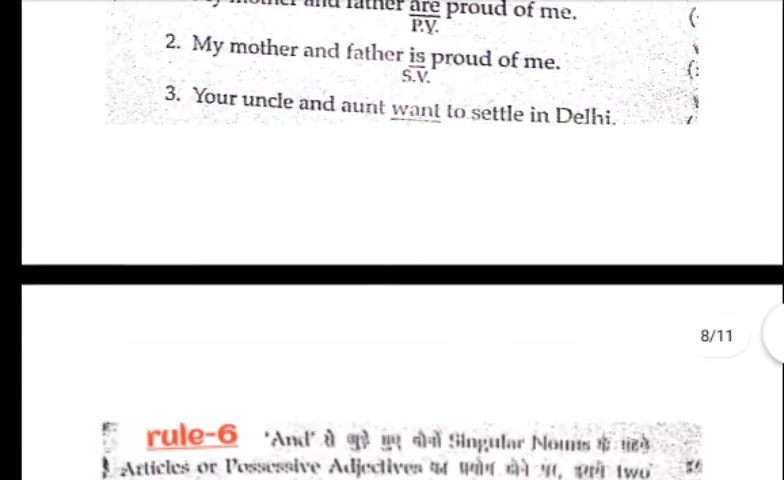 mother and father are proud of me.
P.V.
2. My mother and father is proud of me.
S.V.
3. Your uncle and aunt want to settle in Delhi.
8/11
rule-6 'And' से जुड़े हुए दोनों Singular Nouns के पहले
Articles or Possessive Adjectives का प्रयोग होने पर, इससे two